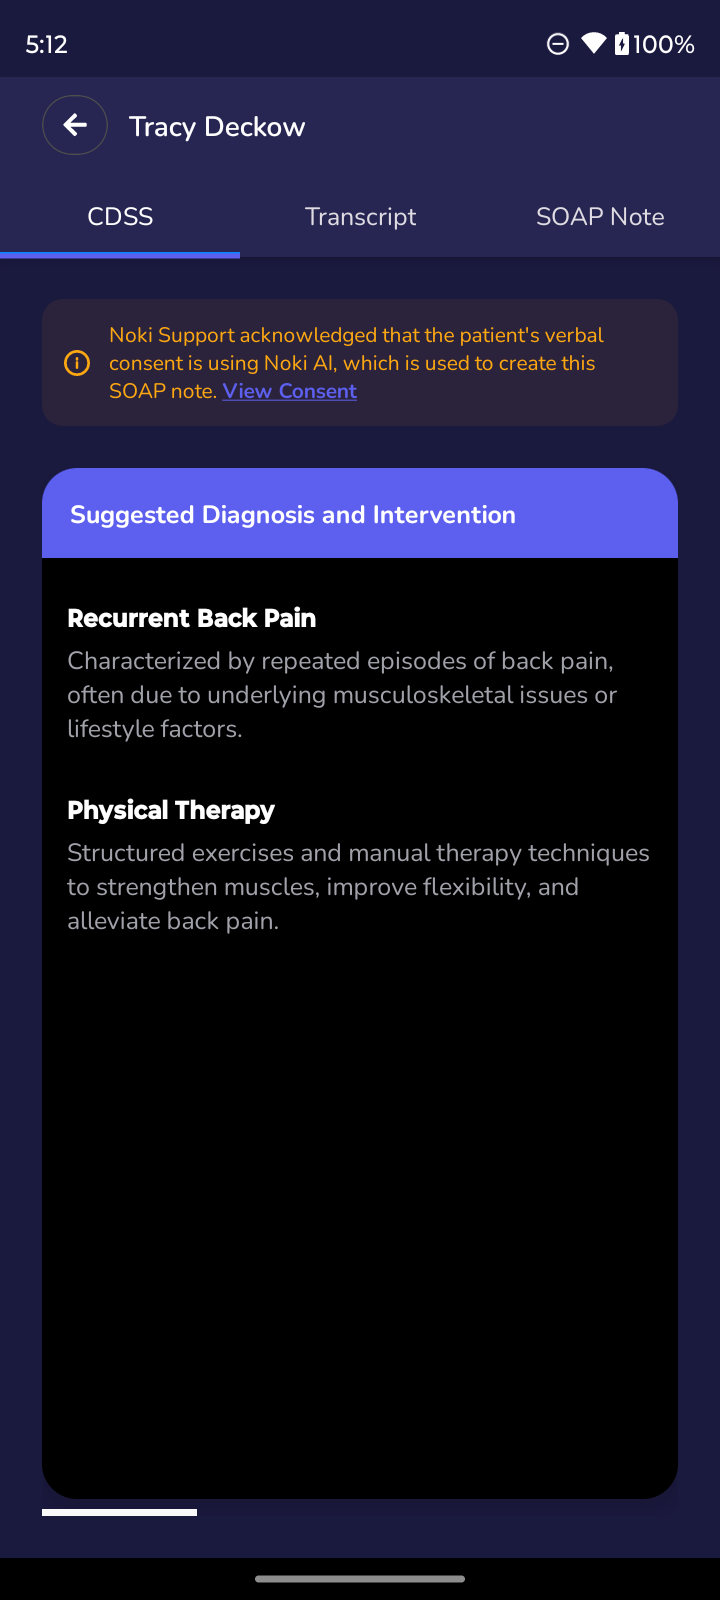 5:12
100%
Tracy Deckow
CDSS
Transcript
SOAP Note
Noki Support acknowledged that the patient's verbal
consent is using Noki AI, which is used to create this
SOAP note. View Consent
Suggested Diagnosis and Intervention
Recurrent Back Pain
Characterized by repeated episodes of back pain,
often due to underlying musculoskeletal issues or
lifestyle factors.
Physical Therapy
Structured exercises and manual therapy techniques
to strengthen muscles, improve flexibility, and
alleviate back pain.